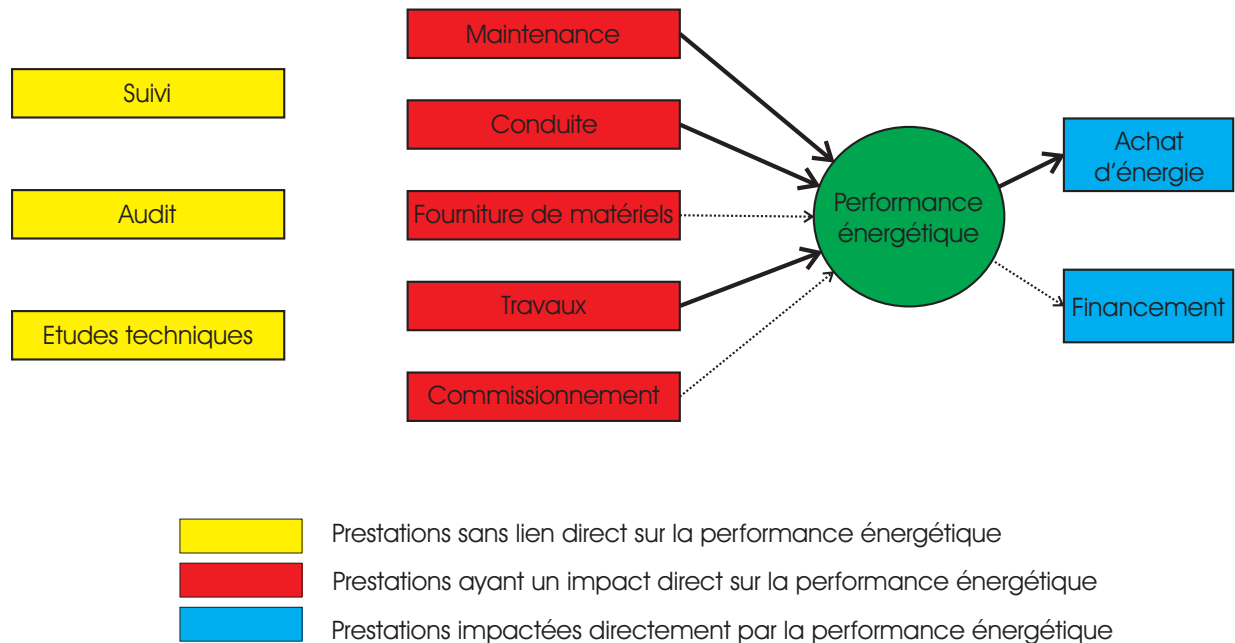 Suivi
Audit
Etudes techniques
Maintenance
Conduite
Fourniture de matériels
Travaux
Commissionnement
Performance
énergétique
Achat
d'énergie
Financement
Prestations sans lien direct sur la performance énergétique
Prestations ayant un impact direct sur la performance énergétique
Prestations impactées directement par la performance énergétique